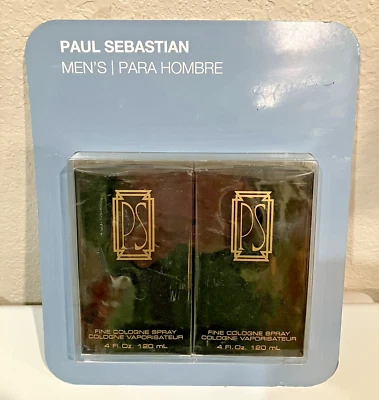 PAUL SEBASTIAN
MEN'S | PARA HOMBRE
PS
FINE COLOGNE SPRAY
COLOGNE VAPORISATEUR
4 Fl. Oz. 120 mL
PS
FINE COLOGNE SPRAY
COLOGNE VAPORISATEUR
4 Fl. Oz. 120 mL